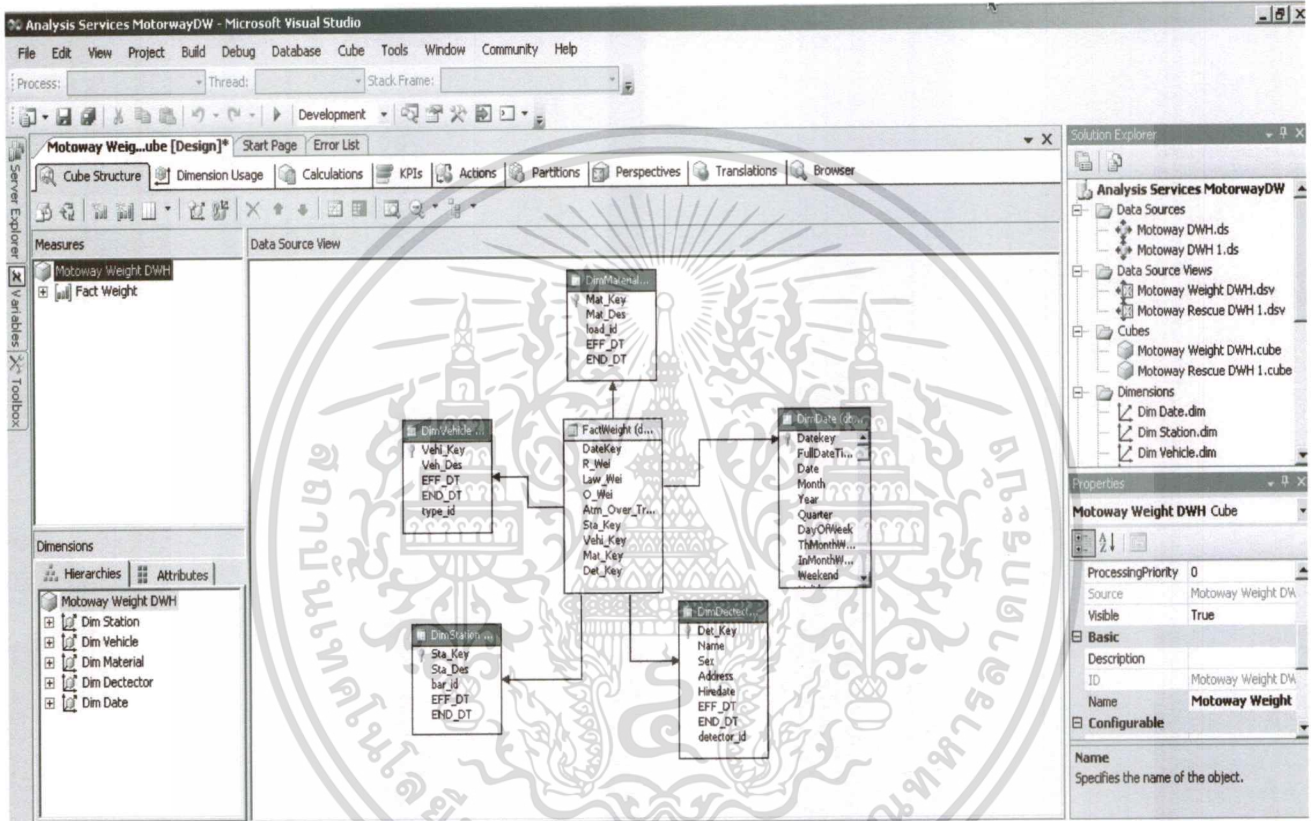 Analysis Services MotorwayDW - Microsoft Visual Studio
File Edit View Project Build Debug Database Cube Tools Window Community Help
Process: Thread: Stack Frame:
Development
Motoway Weig...ube [Design]* Start Page Error List
Cube Structure Dimension Usage Calculations KPIs Actions Partitions Perspectives Translations Browser
Server Explorer
Variables
Toolbox
Measures
Motoway Weight DWH
Fact Weight
Dimensions
Hierarchies Attributes
Motoway Weight DWH
Dim Station
Dim Vehicle
Dim Material
Dim Dectector
Dim Date
Data Source View
DimMaterial...
Mat_Key
Mat_Des
load_id
EFF_DT
END_DT
DimVehicle ...
Vehi_Key
Veh_Des
EFF_DT
END_DT
type_id
FactWeight (d...
DateKey
R_Wei
Law_Wei
O_Wei
Atm_Over_Tr...
Sta_Key
Vehi_Key
Mat_Key
Det_Key
DimDate (db...
Datekey
FullDateTi...
Date
Month
Year
Quarter
DayOfWeek
ThMonthW...
InMonthW...
Weekend
DimStation ...
Sta_Key
Sta_Des
bar_id
EFF_DT
END_DT
DimDectect...
Det_Key
Name
Sex
Address
Hiredate
EFF_DT
END_DT
detector_id
Solution Explorer
Analysis Services MotorwayDW
Data Sources
Motoway DWH.ds
Motoway DWH 1.ds
Data Source Views
Motoway Weight DWH.dsv
Motoway Rescue DWH 1.dsv
Cubes
Motoway Weight DWH.cube
Motoway Rescue DWH 1.cube
Dimensions
Dim Date.dim
Dim Station.dim
Dim Vehicle.dim
Properties
Motoway Weight DWH Cube
ProcessingPriority 0
Source Motoway Weight DW
Visible True
Basic
Description
ID Motoway Weight DW
Name Motoway Weight
Configurable
Name
Specifies the name of the object.